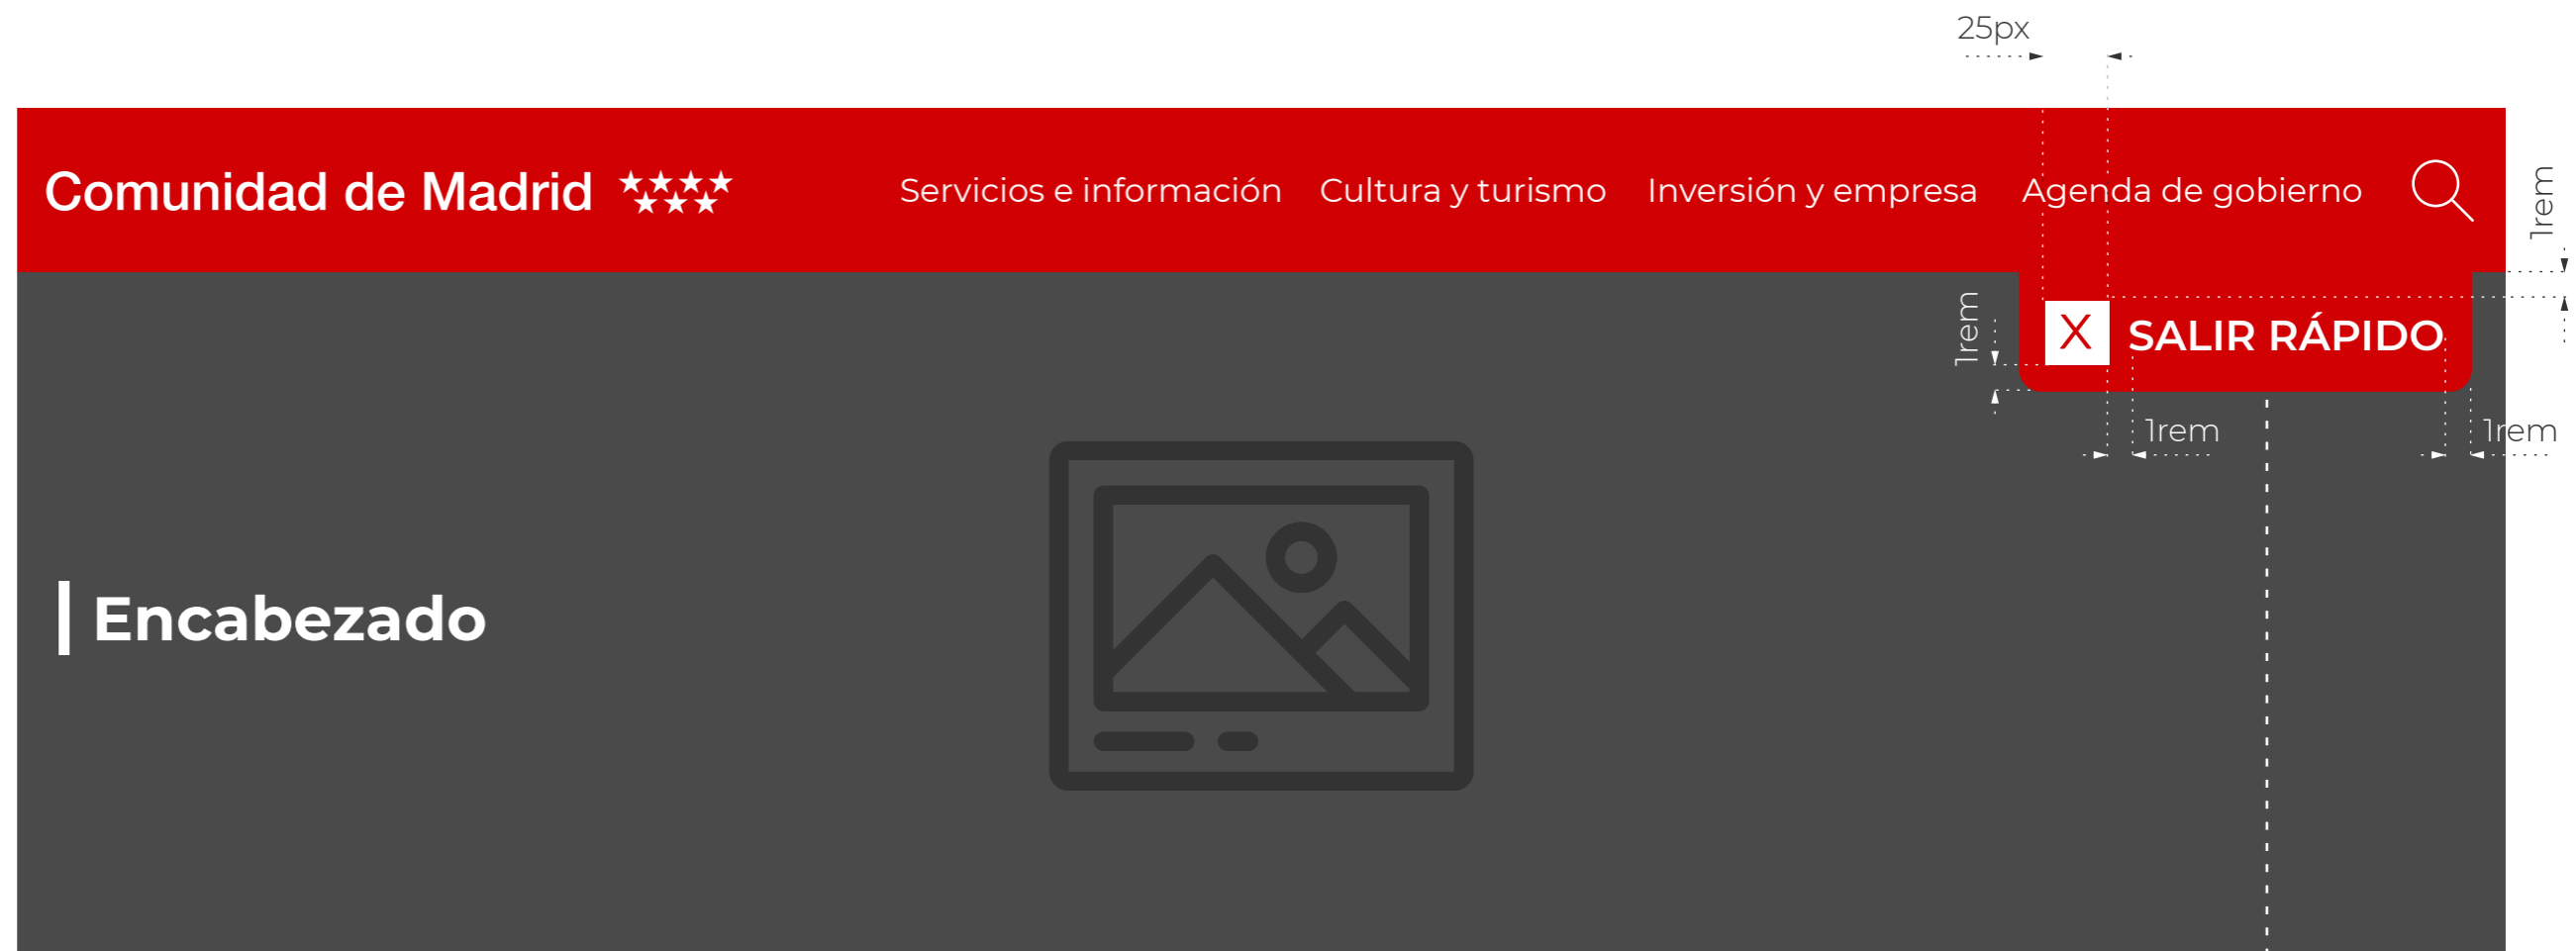 25px
Comunidad de Madrid
Servicios e información Cultura y turismo Inversión y empresa Agenda de gobierno
1rem
1rem
X SALIR RÁPIDO
1rem 1rem
Encabezado